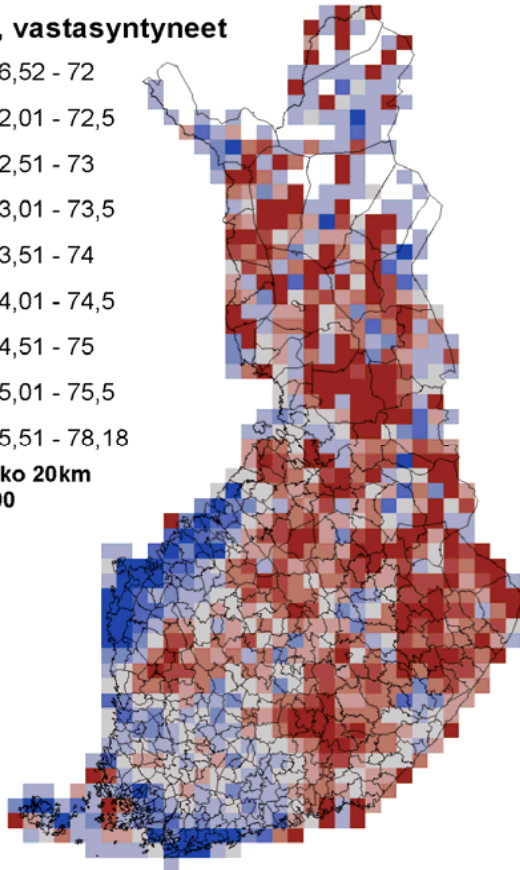 , vastasyntyneet
6,52 - 72
2,01 - 72,5
2,51 - 73
3,01 - 73,5
3,51 - 74
4,01 - 74,5
4,51 - 75
5,01 - 75,5
5,51 - 78,18
ko 20km
00